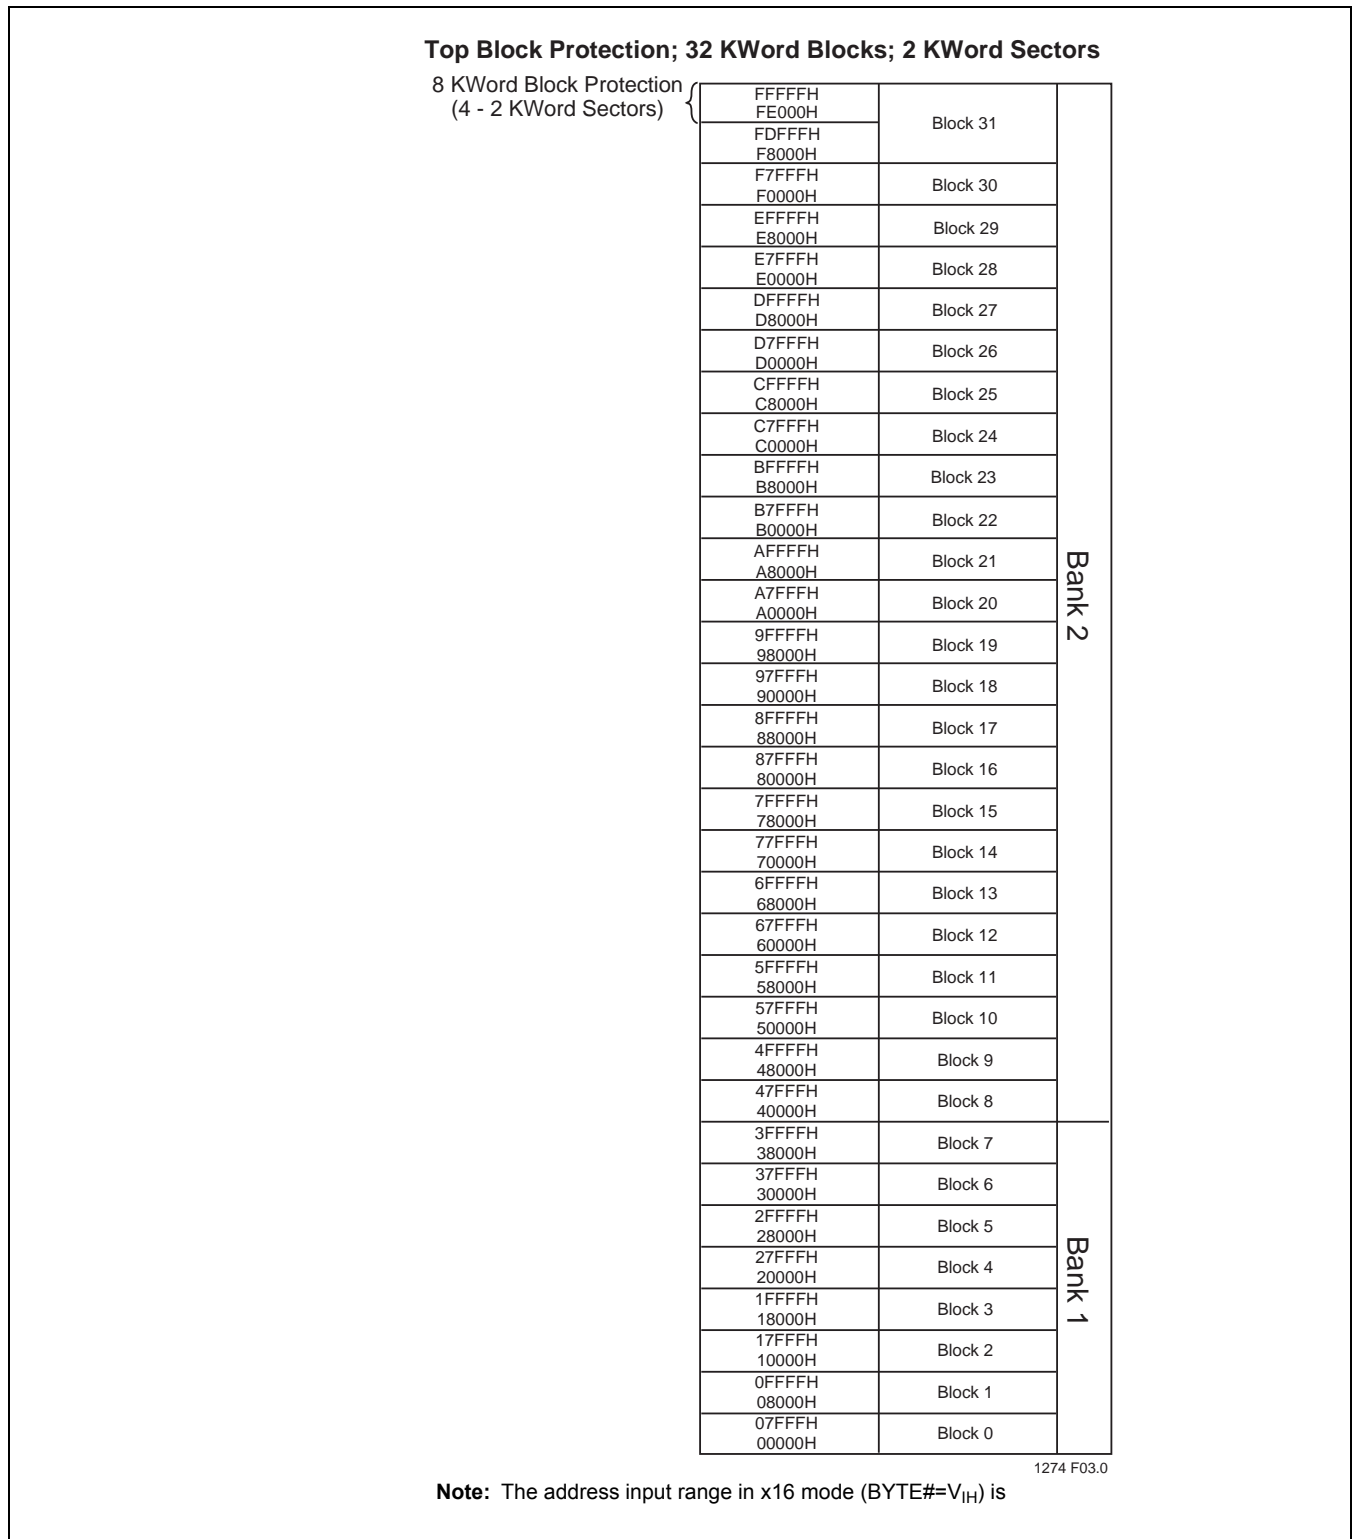 Top Block Protection; 32 KWord Blocks; 2 KWord Sectors
8 KWord Block Protection
(4 - 2 KWord Sectors)
FFFFFH
FE000H
Block 31
FDFFFH
F8000H
F7FFFH
F0000H
Block 30
EFFFFH
E8000H
Block 29
E7FFFH
E0000H
Block 28
DFFFFH
D8000H
Block 27
D7FFFH
D0000H
Block 26
CFFFFH
C8000H
Block 25
C7FFFH
C0000H
Block 24
BFFFFH
B8000H
Block 23
B7FFFH
B0000H
Block 22
AFFFFH
A8000H
Block 21
A7FFFH
A0000H
Block 20
9FFFFH
98000H
Block 19
97FFFH
90000H
Block 18
8FFFFH
88000H
Block 17
87FFFH
80000H
Block 16
7FFFFH
78000H
Block 15
77FFFH
70000H
Block 14
6FFFFH
68000H
Block 13
67FFFH
60000H
Block 12
5FFFFH
58000H
Block 11
57FFFH
50000H
Block 10
4FFFFH
48000H
Block 9
47FFFH
40000H
Block 8
Bank 2
3FFFFH
38000H
Block 7
37FFFH
30000H
Block 6
2FFFFH
28000H
Block 5
27FFFH
20000H
Block 4
1FFFFH
18000H
Block 3
17FFFH
10000H
Block 2
0FFFFH
08000H
Block 1
07FFFH
00000H
Block 0
Bank 1
1274 F03.0
Note: The address input range in x16 mode (BYTE#=VIH) is